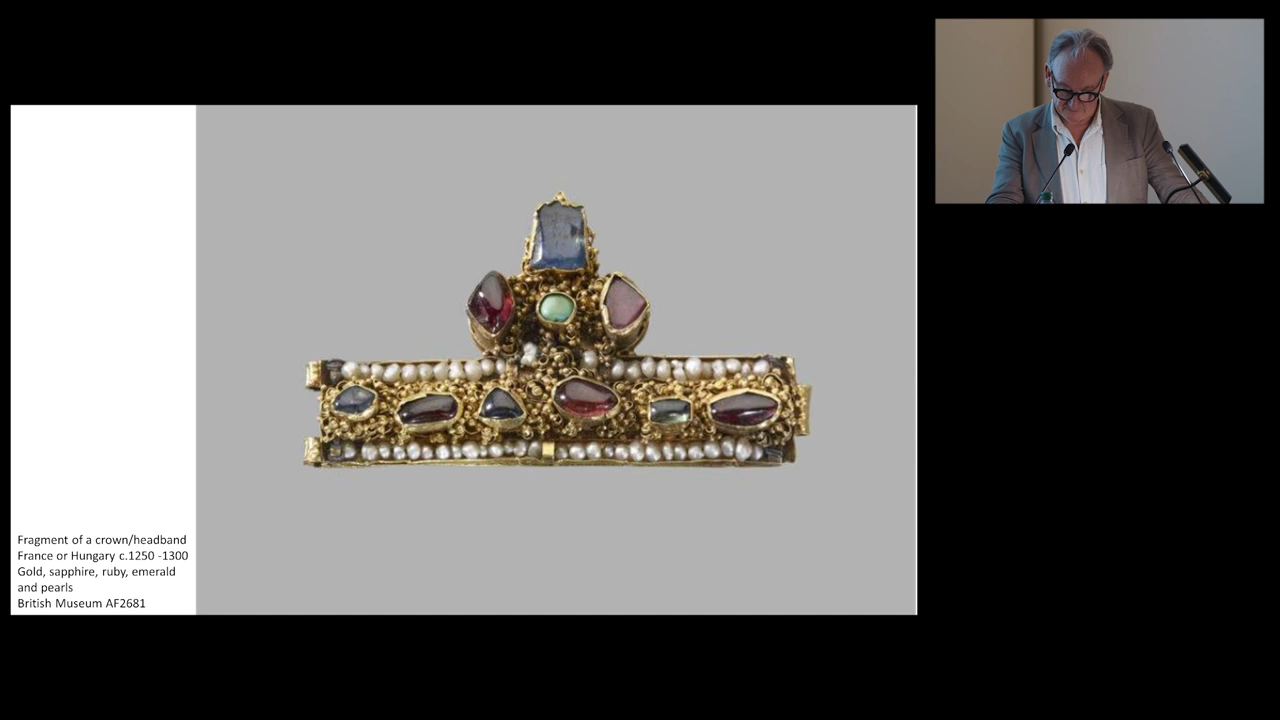 Fragment of a crown/headband
France or Hungary c.1250 -1300
Gold, sapphire, ruby, emerald
and pearls
British Museum AF2681